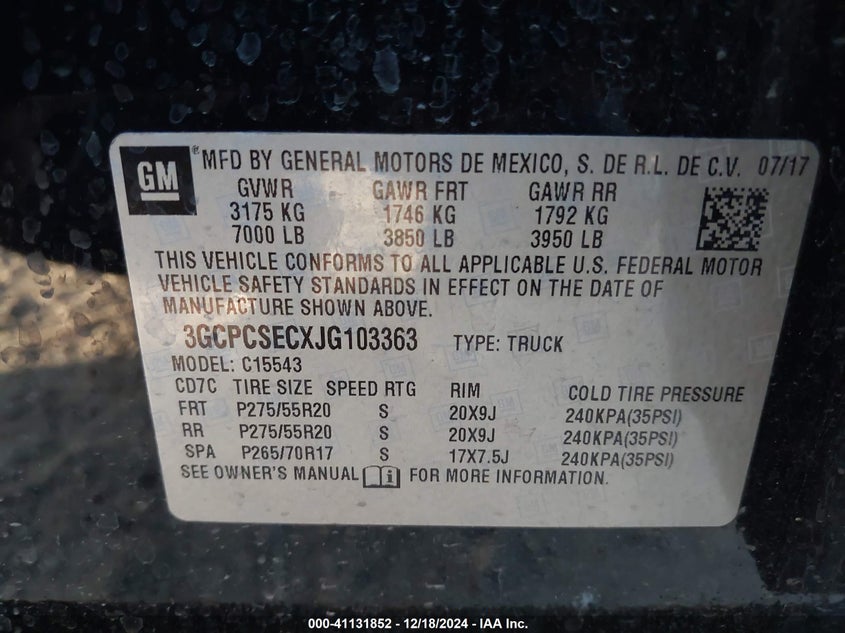 GM ® MFD BY GENERAL MOTORS DE MEXICO, S. DE R.L. DE C.V. 07/17
GVWR GAWR FRT GAWR RR
3175 KG 1746 KG 1792 KG
7000 LB 3850 LB 3950 LB
THIS VEHICLE CONFORMS TO ALL APPLICABLE U.S. FEDERAL MOTOR
VEHICLE SAFETY STANDARDS IN EFFECT ON THE DATE OF
MANUFACTURE SHOWN ABOVE.
3GCPCSECXJG103363 TYPE: TRUCK
MODEL: C15543
CD7C TIRE SIZE SPEED RTG RIM COLD TIRE PRESSURE
FRT P275/55R20 S 20X9J 240KPA(35PSI)
RR P275/55R20 S 20X9J 240KPA(35PSI)
SPA P265/70R17 S 17X7.5J 240KPA(35PSI)
SEE OWNER'S MANUAL i FOR MORE INFORMATION.
000-41131852 - 12/18/2024 - IAA Inc.